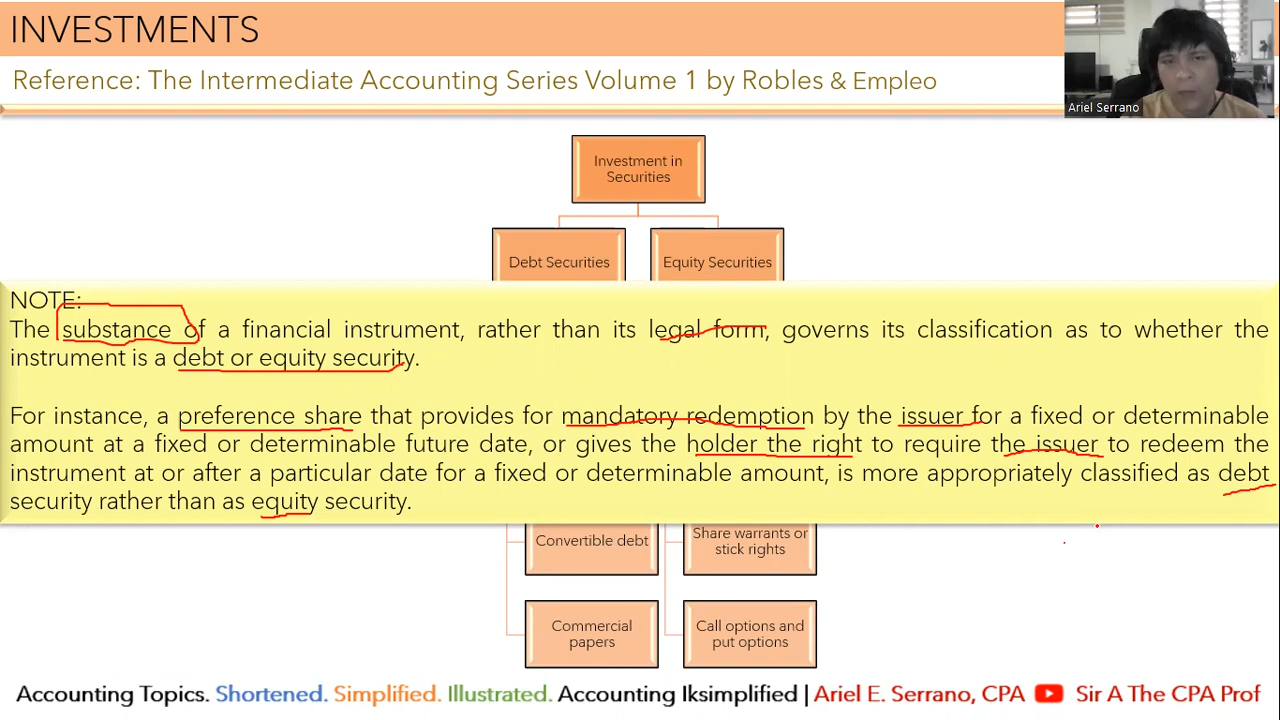 INVESTMENTS
Reference: The Intermediate Accounting Series Volume 1 by Robles & Empleo
Ariel Serrano
Investment in
Securities
Debt Securities
Equity Securities
NOTE:
The substance of a financial instrument, rather than its legal form, governs its classification as to whether the
instrument is a debt or equity security.
For instance, a preference share that provides for mandatory redemption by the issuer for a fixed or determinable
amount at a fixed or determinable future date, or gives the holder the right to require the issuer to redeem the
instrument at or after a particular date for a fixed or determinable amount, is more appropriately classified as debt
security rather than as equity security.
Convertible debt
Share warrants or
stick rights
Commercial
papers
Call options and
put options
Accounting Topics. Shortened. Simplified. Illustrated. Accounting Iksimplified | Ariel E. Serrano, CPA Sir A The CPA Prof